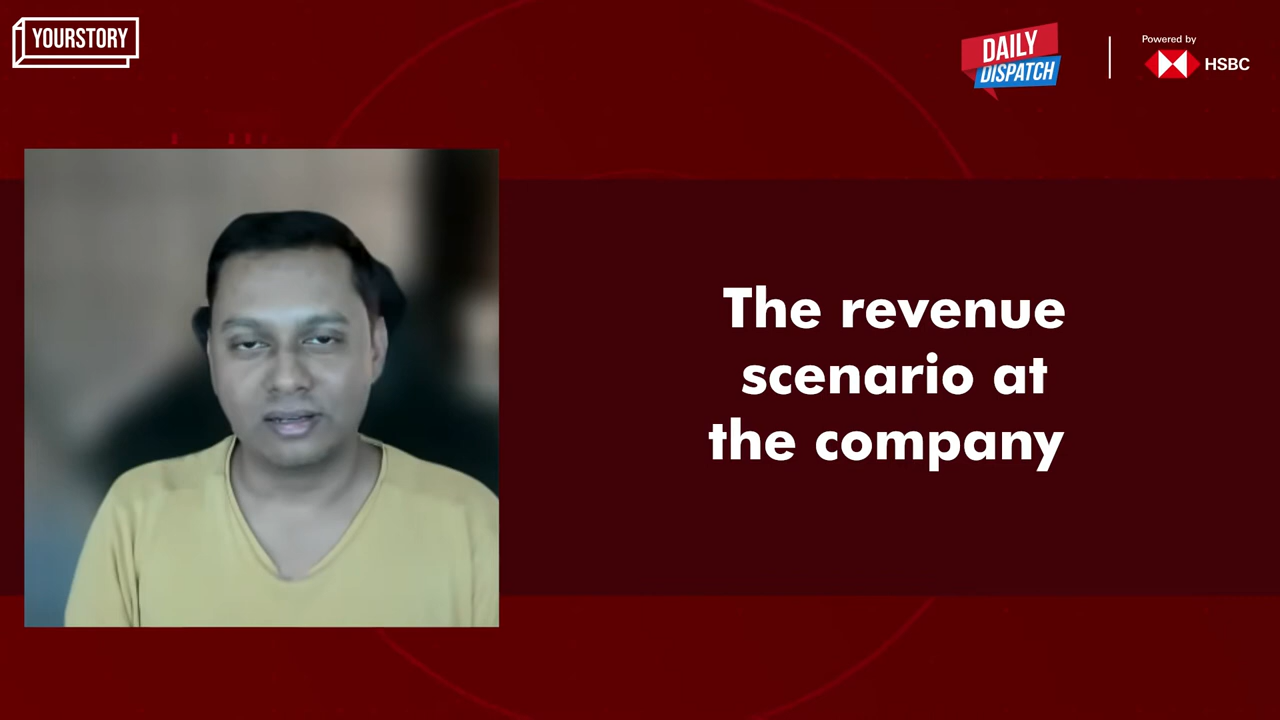 YOURSTORY
DAILY
DISPATCH
Powered by
HSBC
The revenue
scenario at
the company